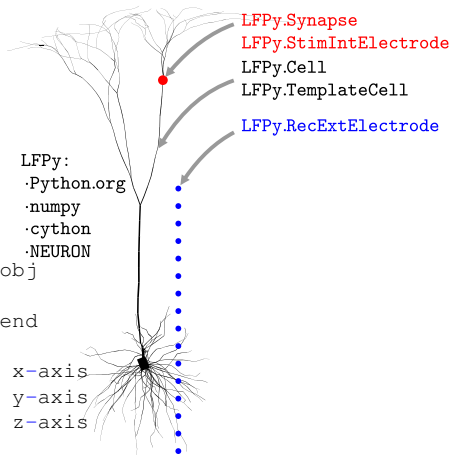 LFPy.Synapse
LFPy.StimIntElectrode
LFPy.Cell
LFPy.TemplateCell
LFPy.RecExtElectrode
LFPy:
·Python.org
·numpy
·cython
·NEURON
obj
end
x-axis
y-axis
z-axis